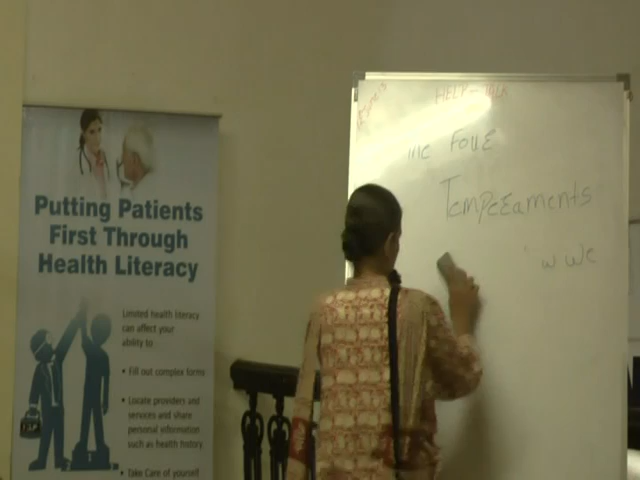 Putting Patients
First Through
Health Literacy
Limited health literacy
can affect your
ability to
• Fill out complex forms
• Locate providers and
services and share
personal information
such as health history
• Take Care of yourself
HELP - TALK
The FOUR
TEMPERAMENTS
w we